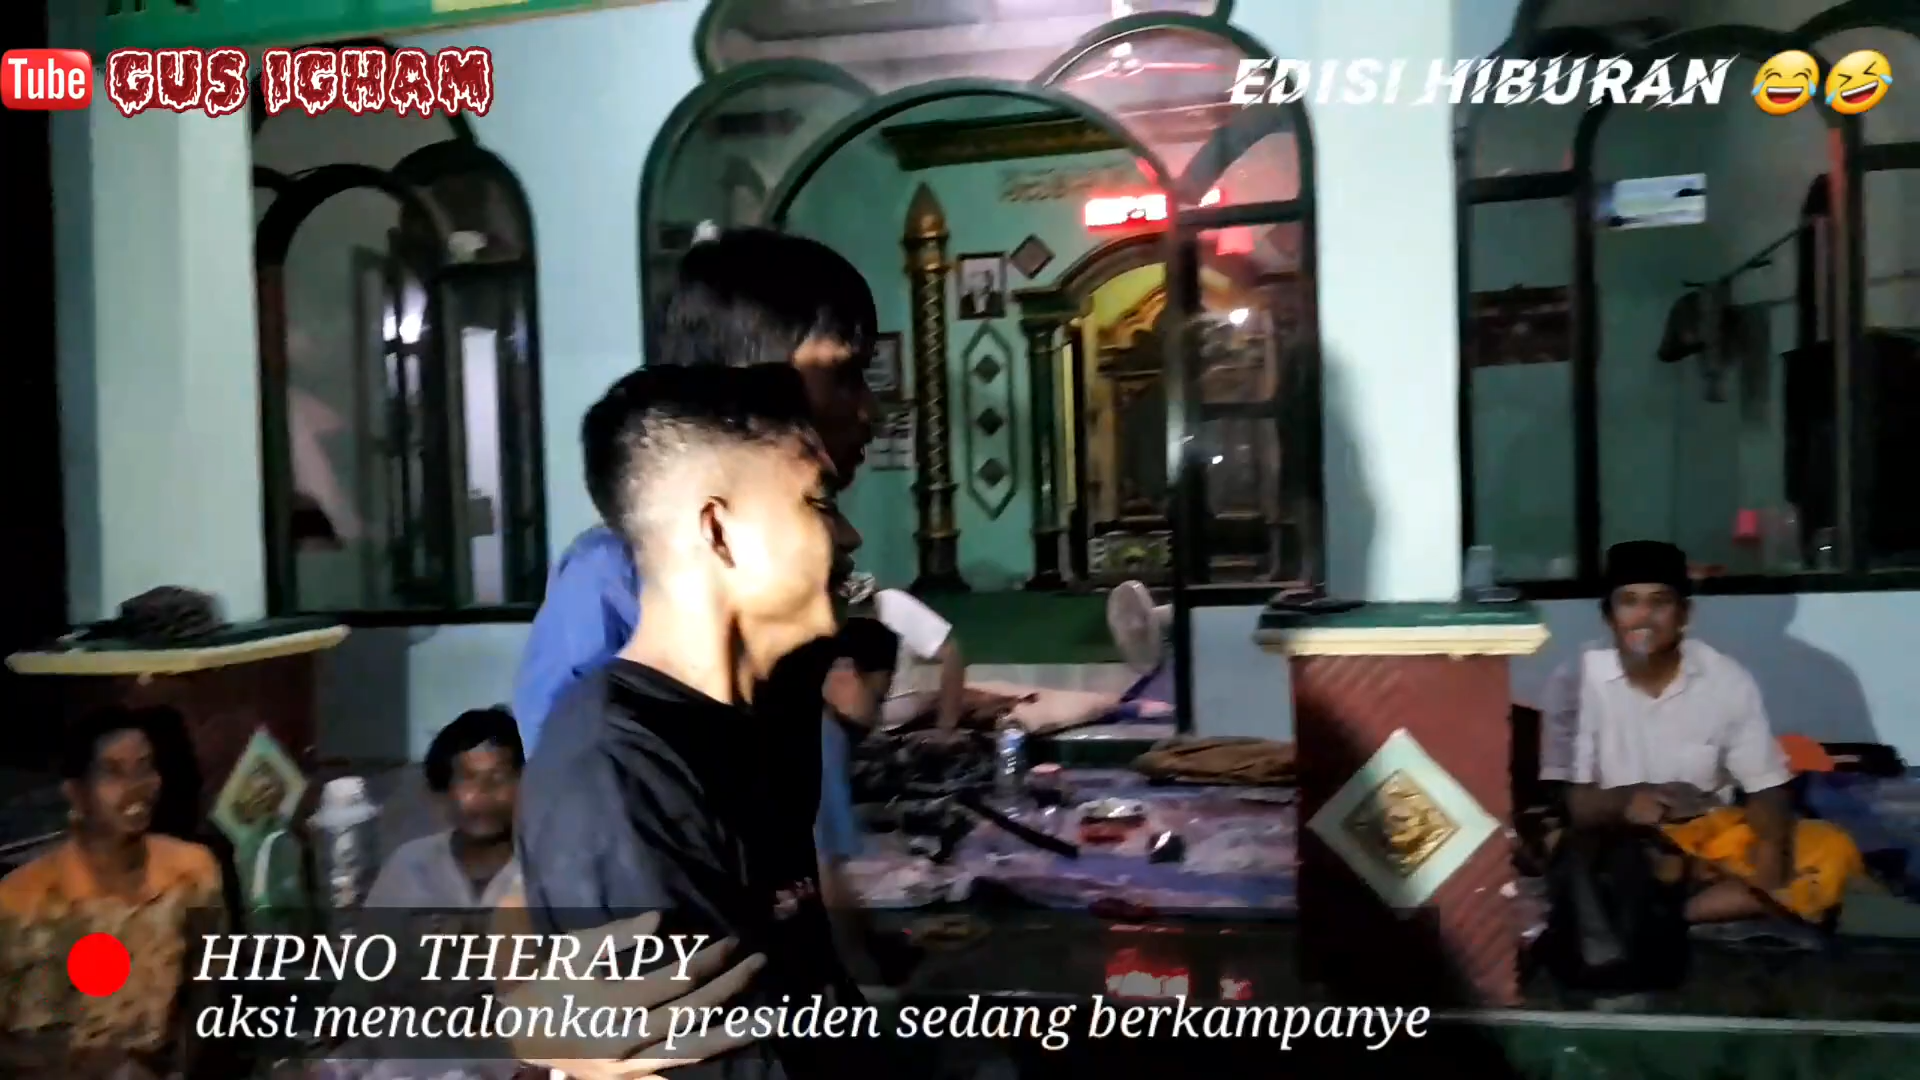 Tube GUS IGHAM
EDISI HIBURAN 😂🤣
HIPNO THERAPY
aksi mencalonkan presiden sedang berkampanye